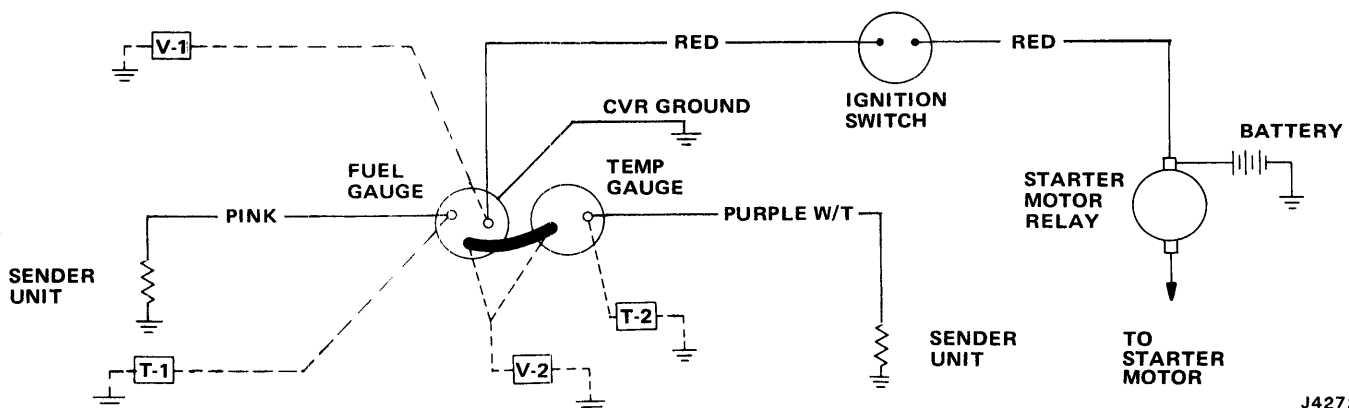 V-1
RED
RED
IGNITION
SWITCH
CVR GROUND
BATTERY
FUEL
GAUGE
TEMP
GAUGE
STARTER
MOTOR
RELAY
PINK
PURPLE W/T
SENDER
UNIT
T-2
SENDER
UNIT
T-1
V-2
TO
STARTER
MOTOR